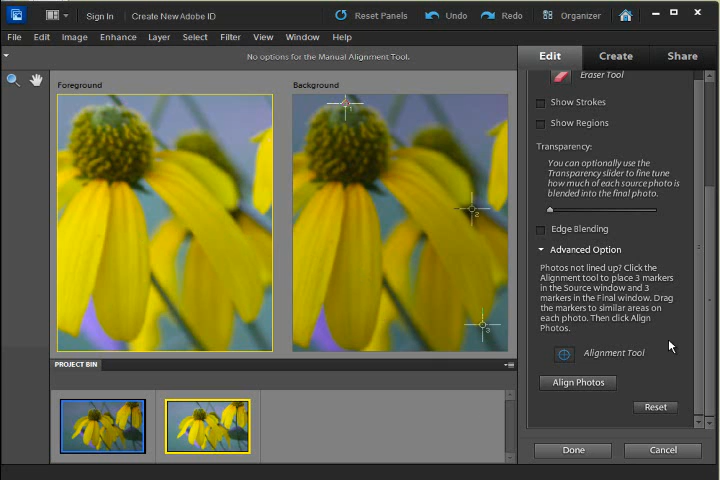 Sign In
Create New Adobe ID
Reset Panels
Undo
Redo
Organizer
File Edit Image Enhance Layer Select Filter View Window Help
No options for the Manual Alignment Tool.
Edit
Create
Share
Foreground
Background
1
2
3
Eraser Tool
Show Strokes
Show Regions
Transparency:
You can optionally use the
Transparency slider to fine tune
how much of each source photo is
blended into the final photo.
Edge Blending
Advanced Option
Photos not lined up? Click the
Alignment tool to place 3 markers
in the Source window and 3
markers in the Final window. Drag
the markers to similar areas on
each photo. Then click Align
Photos.
Alignment Tool
Align Photos
Reset
PROJECT BIN
Done
Cancel